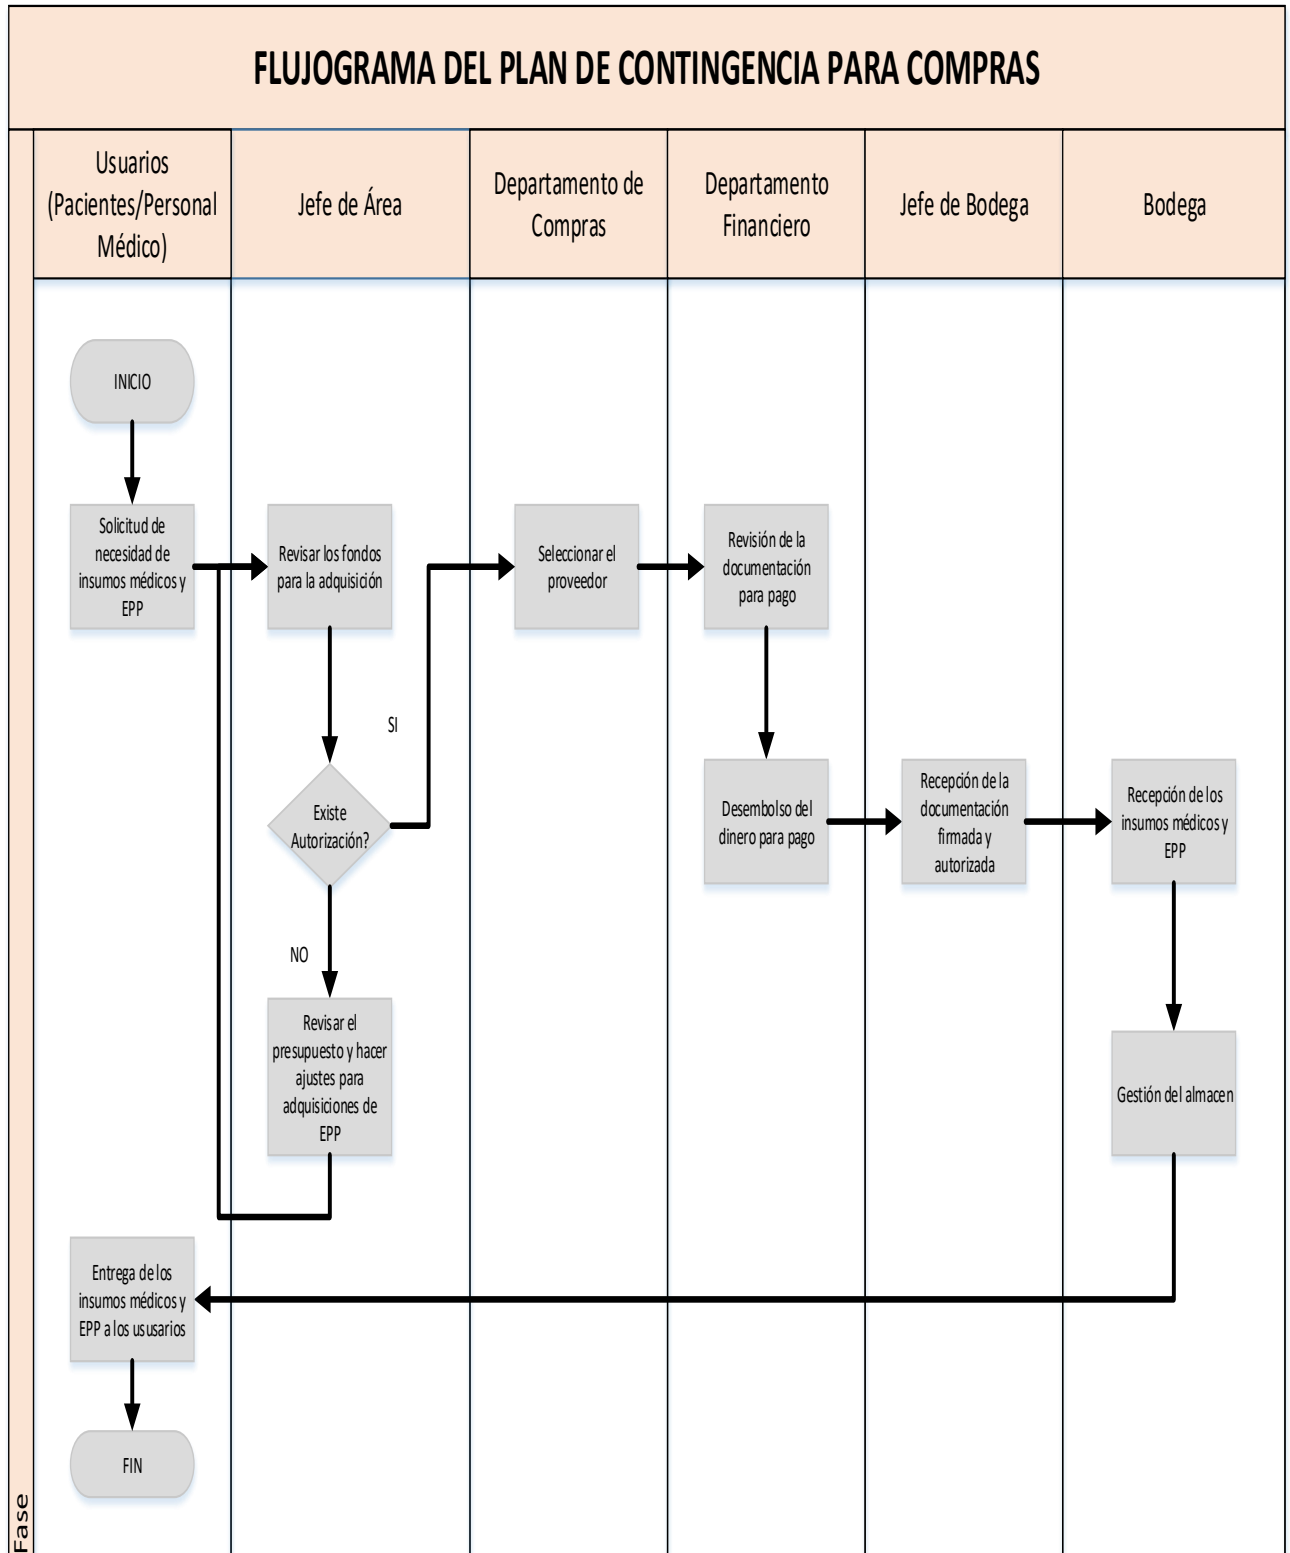 FLUJOGRAMA DEL PLAN DE CONTINGENCIA PARA COMPRAS
Usuarios
(Pacientes/Personal
Médico)
Jefe de Área
Departamento de
Compras
Departamento
Financiero
Jefe de Bodega
Bodega
INICIO
Solicitud de
necesidad de
insumos médicos y
EPP
Revisar los fondos
para la adquisición
Seleccionar el
proveedor
Revisión de la
documentación
para pago
SI
Existe
Autorización?
Desembolso del
dinero para pago
Recepción de la
documentación
firmada y
autorizada
Recepción de los
insumos médicos y
EPP
NO
Revisar el
presupuesto y hacer
ajustes para
adquisiciones de
EPP
Gestión del almacen
Entrega de los
insumos médicos y
EPP a los ususarios
FIN
Fase